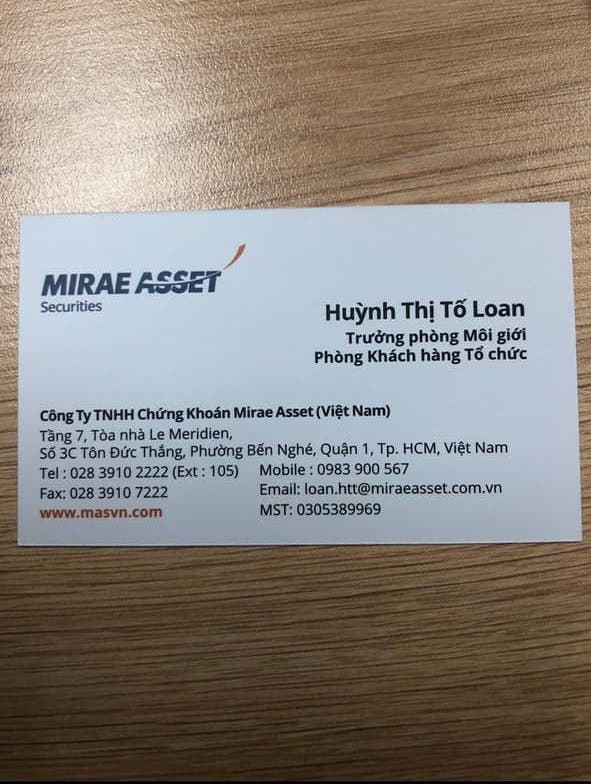 MIRAE ASSET
Securities
Huỳnh Thị Tố Loan
Trưởng phòng Môi giới
Phòng Khách hàng Tổ chức
Công Ty TNHH Chứng Khoán Mirae Asset (Việt Nam)
Tầng 7, Tòa nhà Le Meridien,
Số 3C Tôn Đức Thắng, Phường Bến Nghé, Quận 1, Tp. HCM, Việt Nam
Tel : 028 3910 2222 (Ext : 105) Mobile : 0983 900 567
Fax: 028 3910 7222 Email: loan.htt@miraeasset.com.vn
www.masvn.com MST: 0305389969